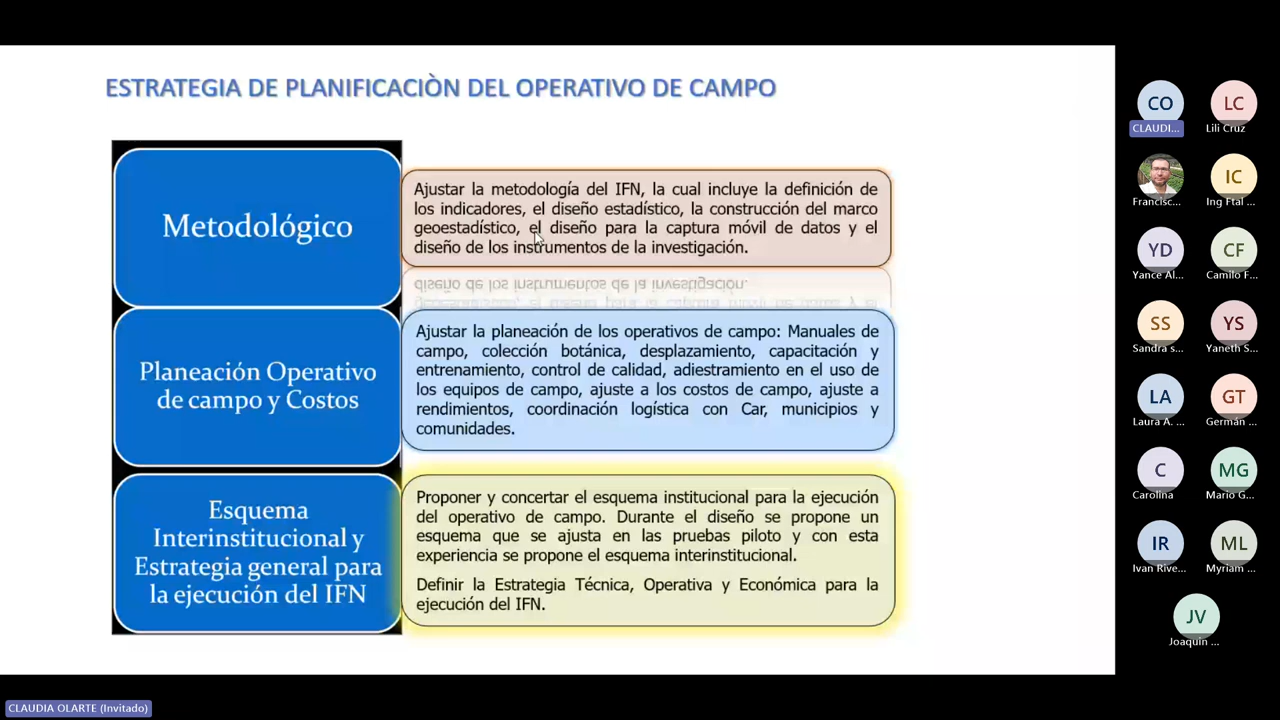 ESTRATEGIA DE PLANIFICACIÒN DEL OPERATIVO DE CAMPO
Metodológico
Ajustar la metodología del IFN, la cual incluye la definición de
los indicadores, el diseño estadístico, la construcción del marco
geoestadístico, el diseño para la captura móvil de datos y el
diseño de los instrumentos de la investigación.
Planeación Operativo
de campo y Costos
Ajustar la planeación de los operativos de campo: Manuales de
campo, colección botánica, desplazamiento, capacitación y
entrenamiento, control de calidad, adiestramiento en el uso de
los equipos de campo, ajuste a los costos de campo, ajuste a
rendimientos, coordinación logística con Car, municipios y
comunidades.
Esquema
Interinstitucional y
Estrategia general para
la ejecución del IFN
Proponer y concertar el esquema institucional para la ejecución
del operativo de campo. Durante el diseño se propone un
esquema que se ajusta en las pruebas piloto y con esta
experiencia se propone el esquema interinstitucional.
Definir la Estrategia Técnica, Operativa y Económica para la
ejecución del IFN.
CO
CLAUDI...
LC
Lili Cruz
Francisc...
IC
Ing Ftal ...
YD
Yance Al...
CF
Camilo F...
SS
Sandra s...
YS
Yaneth S...
LA
Laura A. ...
GT
Germán...
C
Carolina
MG
Mario G...
IR
Ivan Rive...
ML
Myriam ...
JV
Joaquin ...
CLAUDIA OLARTE (Invitado)